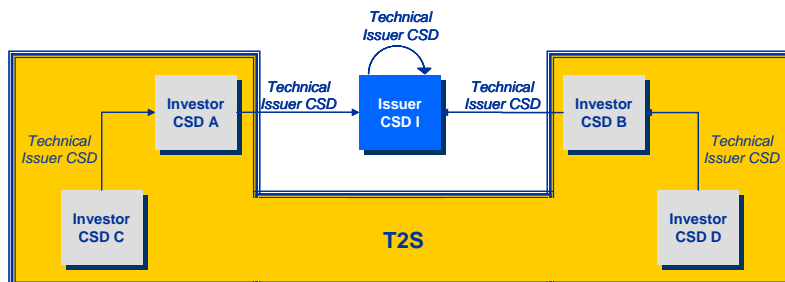 Technical
Issuer CSD
Investor
CSD A
Technical
Issuer CSD
Issuer
CSD I
Technical
Issuer CSD
Investor
CSD B
Technical
Issuer CSD
Technical
Issuer CSD
Investor
CSD C
T2S
Investor
CSD D